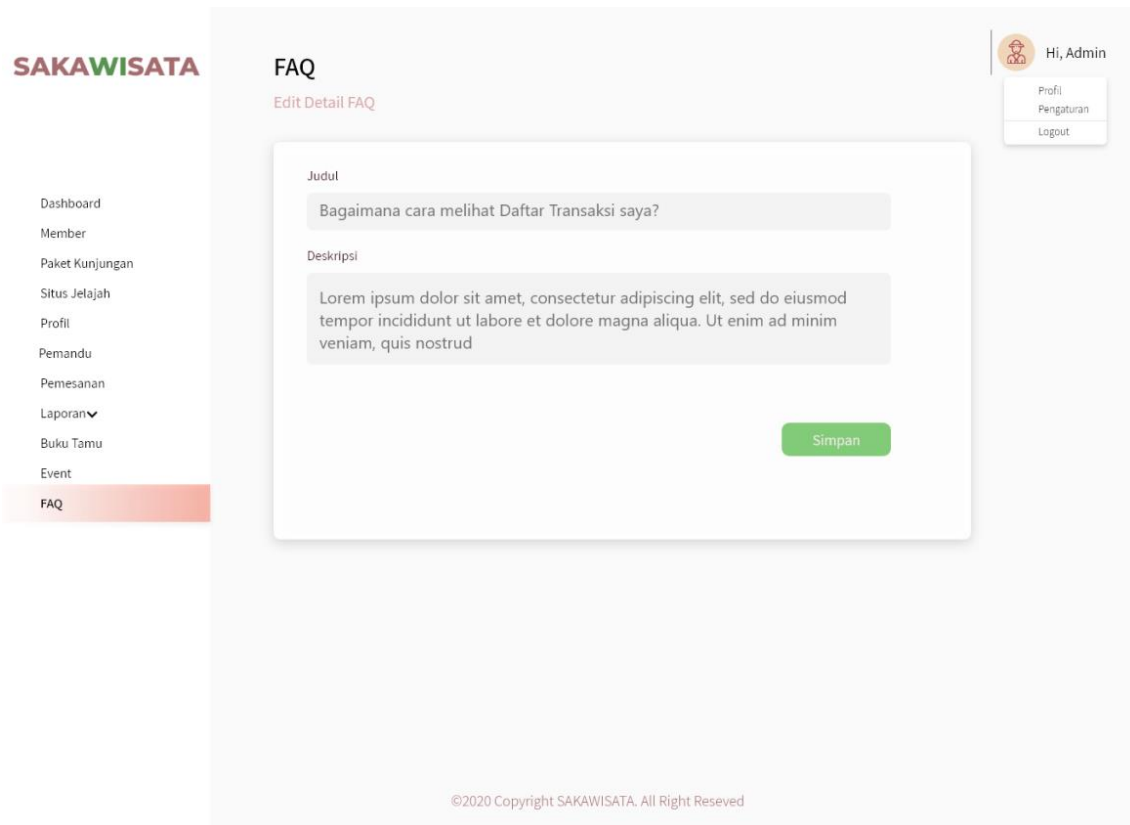 SAKAWISATA
FAQ
Edit Detail FAQ
Hi, Admin
Profil
Pengaturan
Logout
Dashboard
Member
Paket Kunjungan
Situs Jelajah
Profil
Pemandu
Pemesanan
Laporan
Buku Tamu
Event
FAQ
Judul
Bagaimana cara melihat Daftar Transaksi saya?
Deskripsi
Lorem ipsum dolor sit amet, consectetur adipiscing elit, sed do eiusmod
tempor incididunt ut labore et dolore magna aliqua. Ut enim ad minim
veniam, quis nostrud
Simpan
©2020 Copyright SAKAWISATA. All Right Reseved